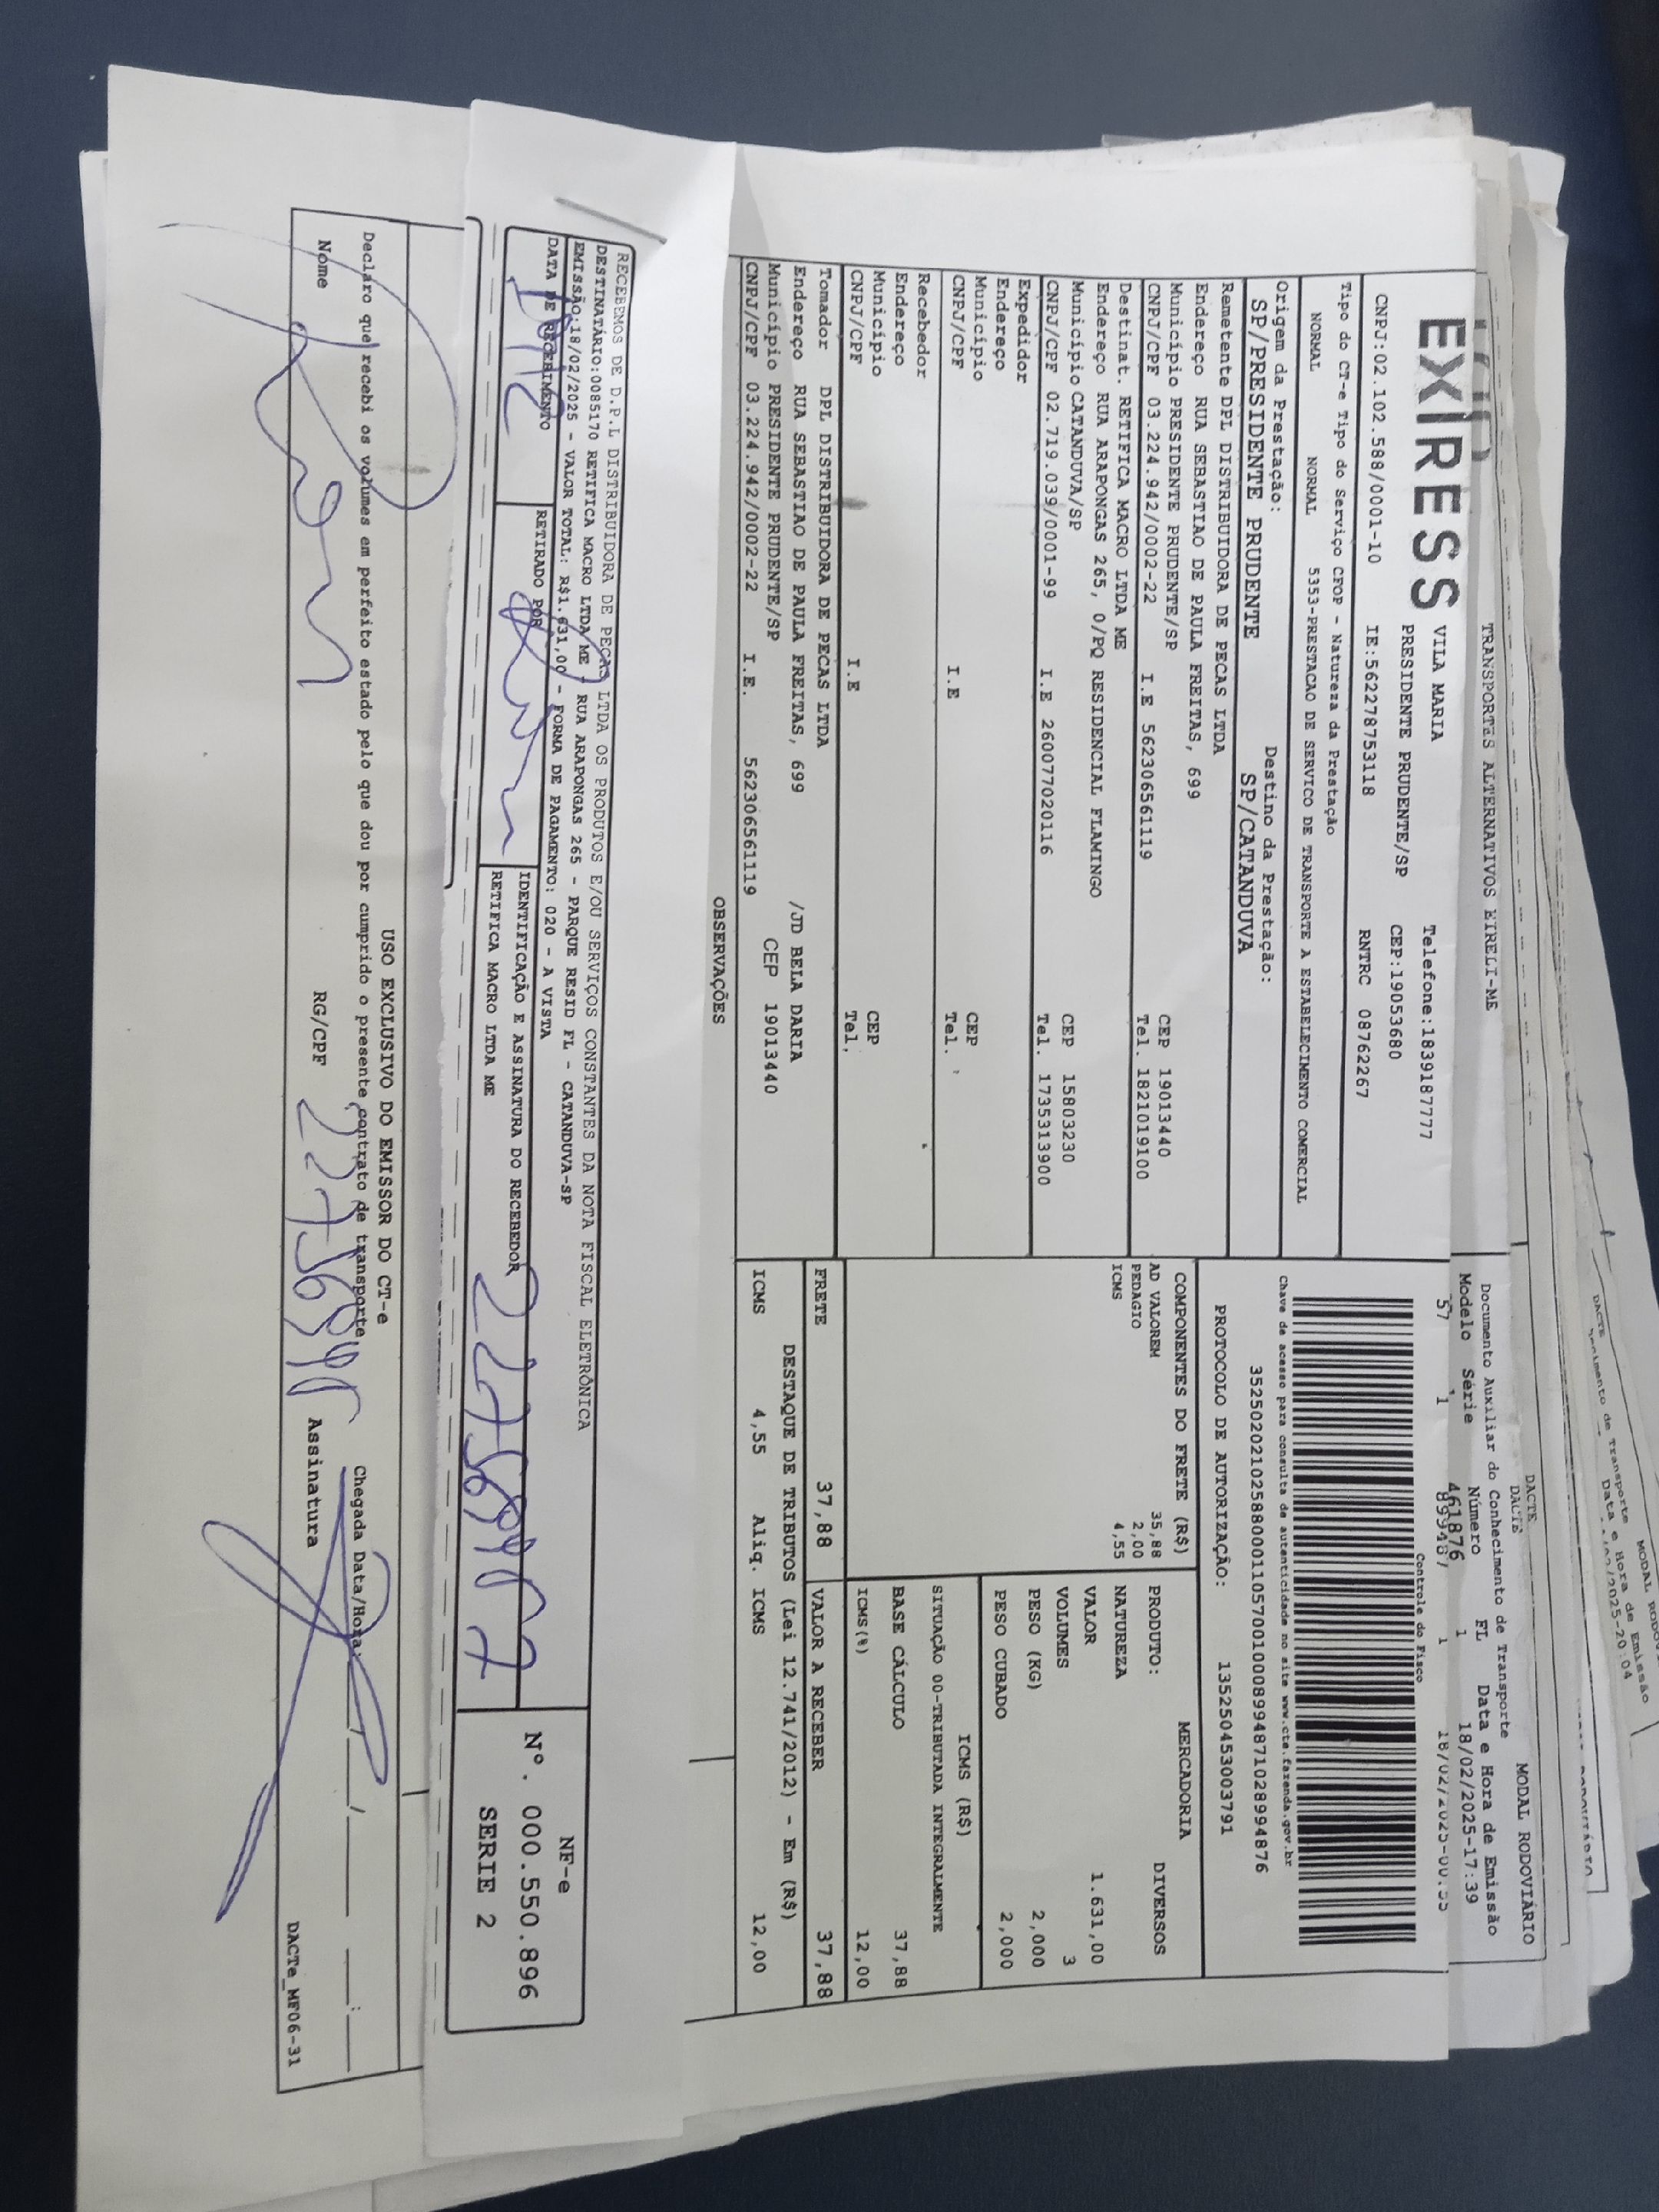 TRANSPORTES ALTERNATIVOS EIRELI-ME
EXPRESS
VILA MARIA
Telefone:1839187777
PRESIDENTE PRUDENTE/SP
CEP:19053680
CNPJ:02.102.588/0001-10
IE:562278753118
RNTRC 08762267
Tipo do CT-e Tipo do Serviço CFOP - Natureza da Prestação
NORMAL NORMAL 5353-PRESTACAO DE SERVICO DE TRANSPORTE A ESTABELECIMENTO COMERCIAL
Origem da Prestação: Destino da Prestação:
SP/PRESIDENTE PRUDENTE SP/CATANDUVA
Remetente DPL DISTRIBUIDORA DE PECAS LTDA
Endereço RUA SEBASTIAO DE PAULA FREITAS, 699
Município PRESIDENTE PRUDENTE/SP CEP 19013440
CNPJ/CPF 03.224.942/0002-22 I.E 562306561119 Tel. 1821019100
Destinat. RETIFICA MACRO LTDA ME
Endereço RUA ARAPONGAS 265, 0/PQ RESIDENCIAL FLAMINGO
Município CATANDUVA/SP CEP 15803230
CNPJ/CPF 02.719.039/0001-99 I.E 260077020116 Tel. 1735313900
Expedidor
Endereço
Município CEP
CNPJ/CPF I.E Tel.
Recebedor
Endereço
Município CEP
CNPJ/CPF I.E Tel.
Tomador DPL DISTRIBUIDORA DE PECAS LTDA
Endereço RUA SEBASTIAO DE PAULA FREITAS, 699 /JD BELA DARIA
Município PRESIDENTE PRUDENTE/SP CEP 19013440
CNPJ/CPF 03.224.942/0002-22 I.E. 562306561119
OBSERVAÇÕES
DACTE
DACTE
MODAL RODOVIÁRIO
Documento Auxiliar do Conhecimento de Transporte
Modelo Série Número FL Data e Hora de Emissão
461876 1 18/02/2025-17:39
57 1 899487 1
Controle do Fisco
Chave de acesso para consulta de autenticidade no site www.cte.fazenda.gov.br
35250202102588000110570010008994871028994876
PROTOCOLO DE AUTORIZAÇÃO: 135250453003791
COMPONENTES DO FRETE (R$)
AD VALOREM 35,88
PEDAGIO 2,00
ICMS 4,55
MERCADORIA
PRODUTO: DIVERSOS
NATUREZA
VALOR 1.631,00
VOLUMES 3
PESO (KG) 2,000
PESO CUBADO 2,000
ICMS (R$)
SITUAÇÃO 00-TRIBUTADA INTEGRALMENTE
BASE CÁLCULO 37,88
ICMS(%) 12,00
FRETE 37,88 VALOR A RECEBER 37,88
DESTAQUE DE TRIBUTOS (Lei 12.741/2012) - Em (R$)
ICMS 4,55 Aliq. ICMS 12,00
RECEBEMOS DE D.P.L DISTRIBUIDORA DE PECAS LTDA OS PRODUTOS E/OU SERVIÇOS CONSTANTES DA NOTA FISCAL ELETRÔNICA
DESTINATÁRIO:0085170 RETIFICA MACRO LTDA ME - RUA ARAPONGAS 265 - PARQUE RESID FL - CATANDUVA-SP
EMISSÃO:18/02/2025 - VALOR TOTAL: R$1.631,00 - FORMA DE PAGAMENTO: 020 - A VISTA
DATA DE RECEBIMENTO
RETIRADO POR
IDENTIFICAÇÃO E ASSINATURA DO RECEBEDOR
RETIFICA MACRO LTDA ME
NF-e
Nº. 000.550.896
SERIE 2
USO EXCLUSIVO DO EMISSOR DO CT-e
Declaro que recebi os volumes em perfeito estado pelo que dou por cumprido o presente contrato de transporte
Chegada Data/Hora:
Nome
RG/CPF
Assinatura
DACTe_MF06-31